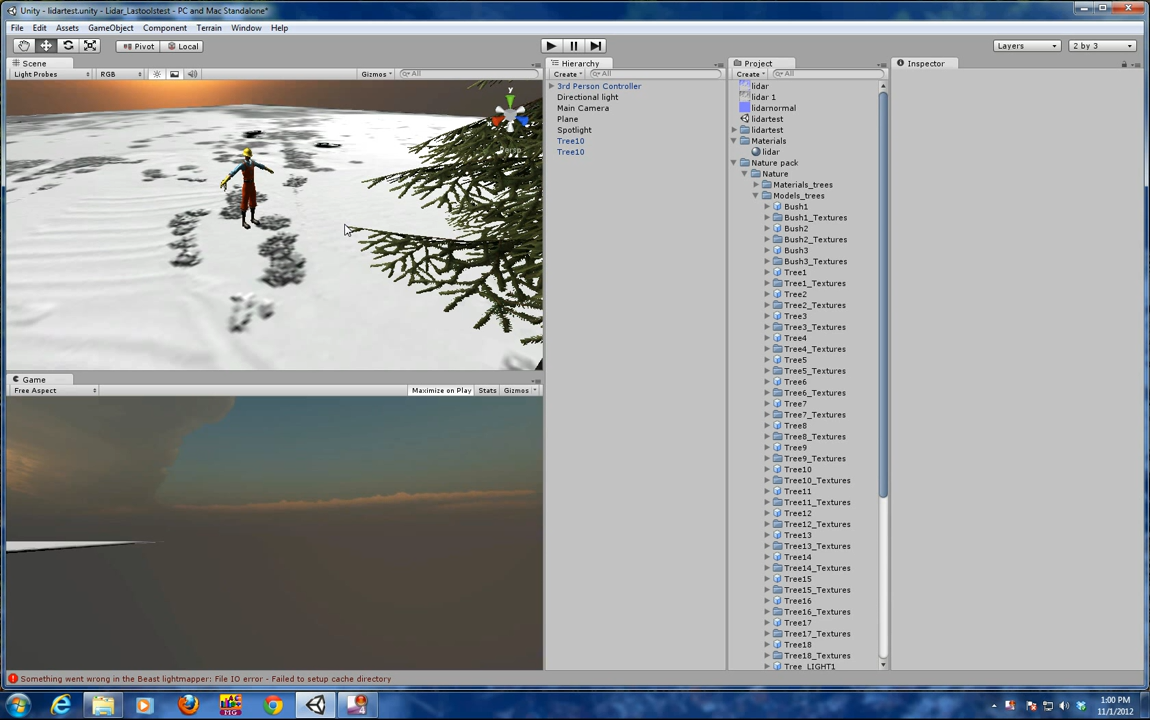 Unity - lidartest.unity - Lidar_Lastoolstest - PC and Mac Standalone*
File Edit Assets GameObject Component Terrain Window Help
Pivot Local Layers 2 by 3
Scene
Light Probes RGB Gizmos All
y
Persp
Game
Free Aspect Maximize on Play Stats Gizmos
Hierarchy
Create All
3rd Person Controller
Directional light
Main Camera
Plane
Spotlight
Tree10
Tree10
Project
Create All
lidar
lidar 1
lidarnormal
lidartest
lidartest
Materials
lidar
Nature pack
Nature
Materials_trees
Models_trees
Bush1
Bush1_Textures
Bush2
Bush2_Textures
Bush3
Bush3_Textures
Tree1
Tree1_Textures
Tree2
Tree2_Textures
Tree3
Tree3_Textures
Tree4
Tree4_Textures
Tree5
Tree5_Textures
Tree6
Tree6_Textures
Tree7
Tree7_Textures
Tree8
Tree8_Textures
Tree9
Tree9_Textures
Tree10
Tree10_Textures
Tree11
Tree11_Textures
Tree12
Tree12_Textures
Tree13
Tree13_Textures
Tree14
Tree14_Textures
Tree15
Tree15_Textures
Tree16
Tree16_Textures
Tree17
Tree17_Textures
Tree18
Tree18_Textures
Tree_LIGHT1
Inspector
Something went wrong in the Beast lightmapper: File IO error - Failed to setup cache directory
1:00 PM
11/1/2012